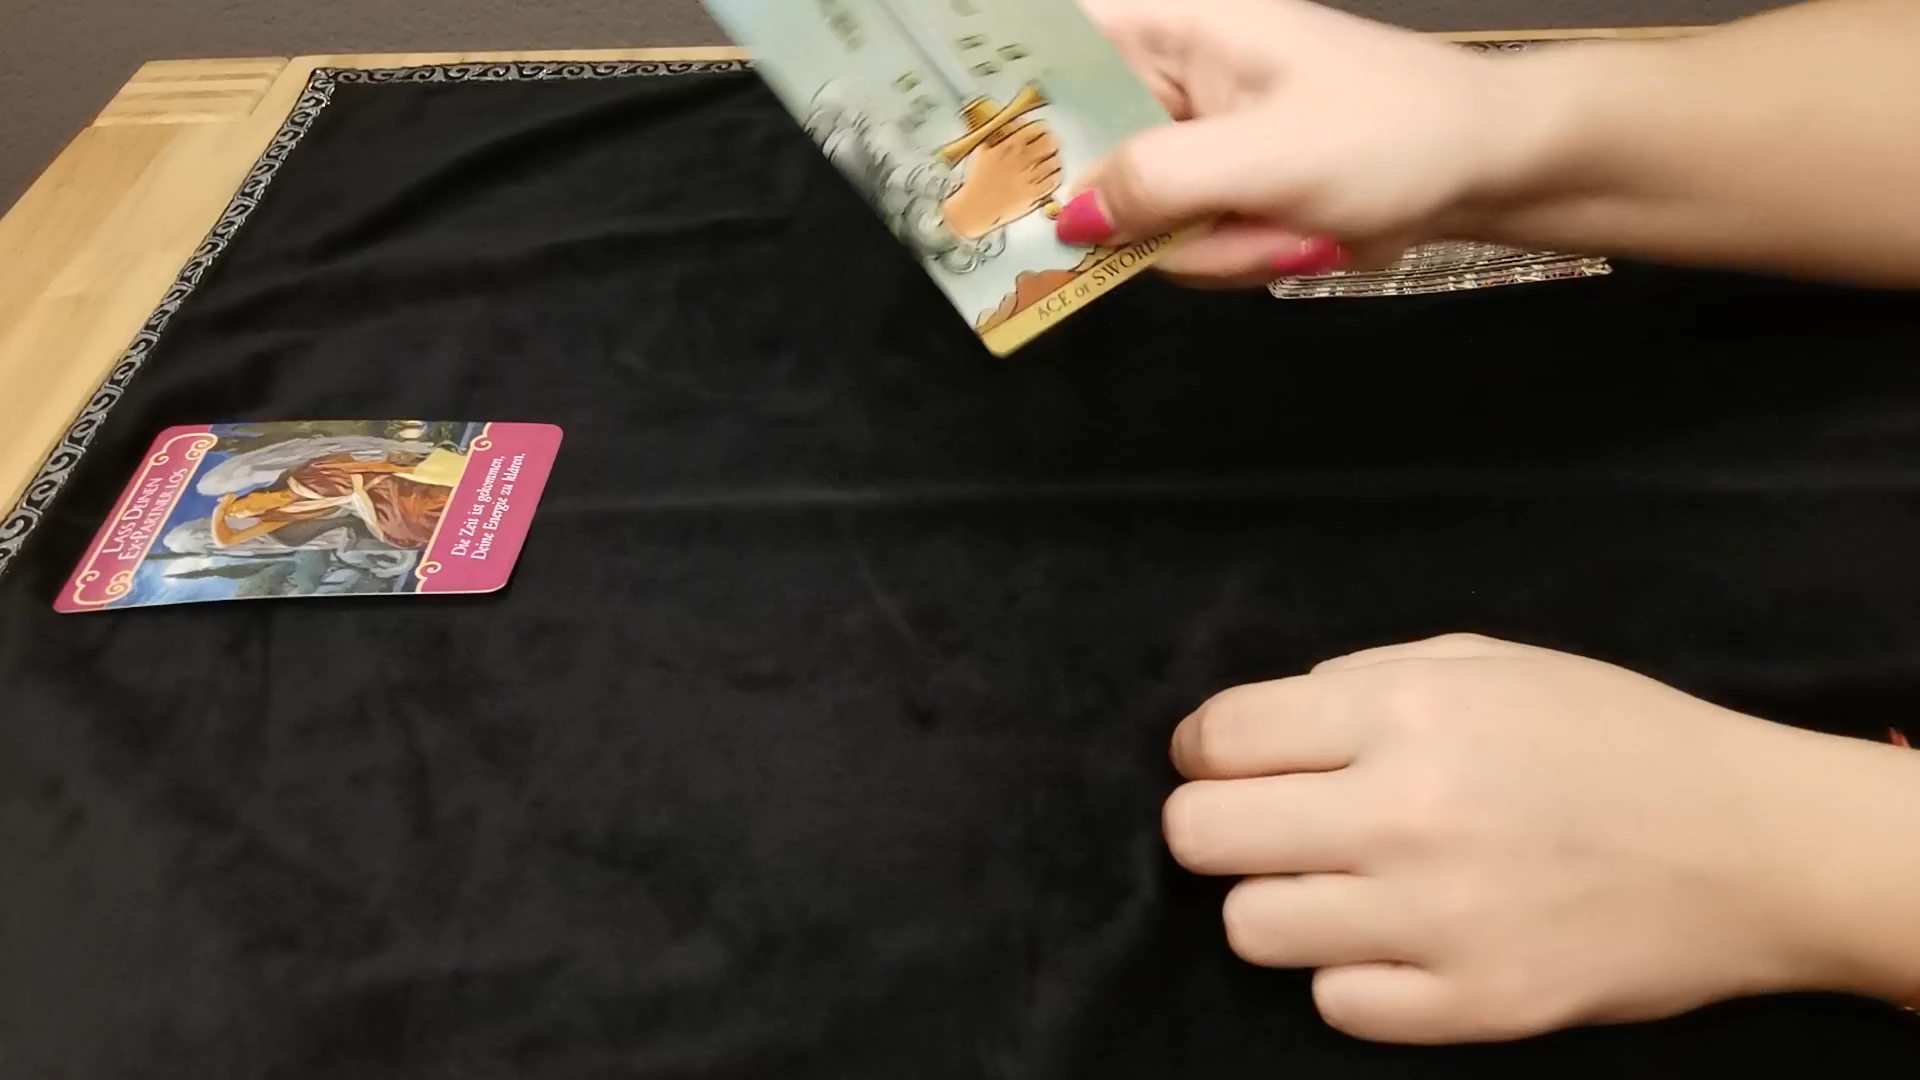 ACE OF SWORDS
LASS DEINEN
EX-PARTNER LOS
Die Zeit ist gekommen,
Deine Energie zu klären.